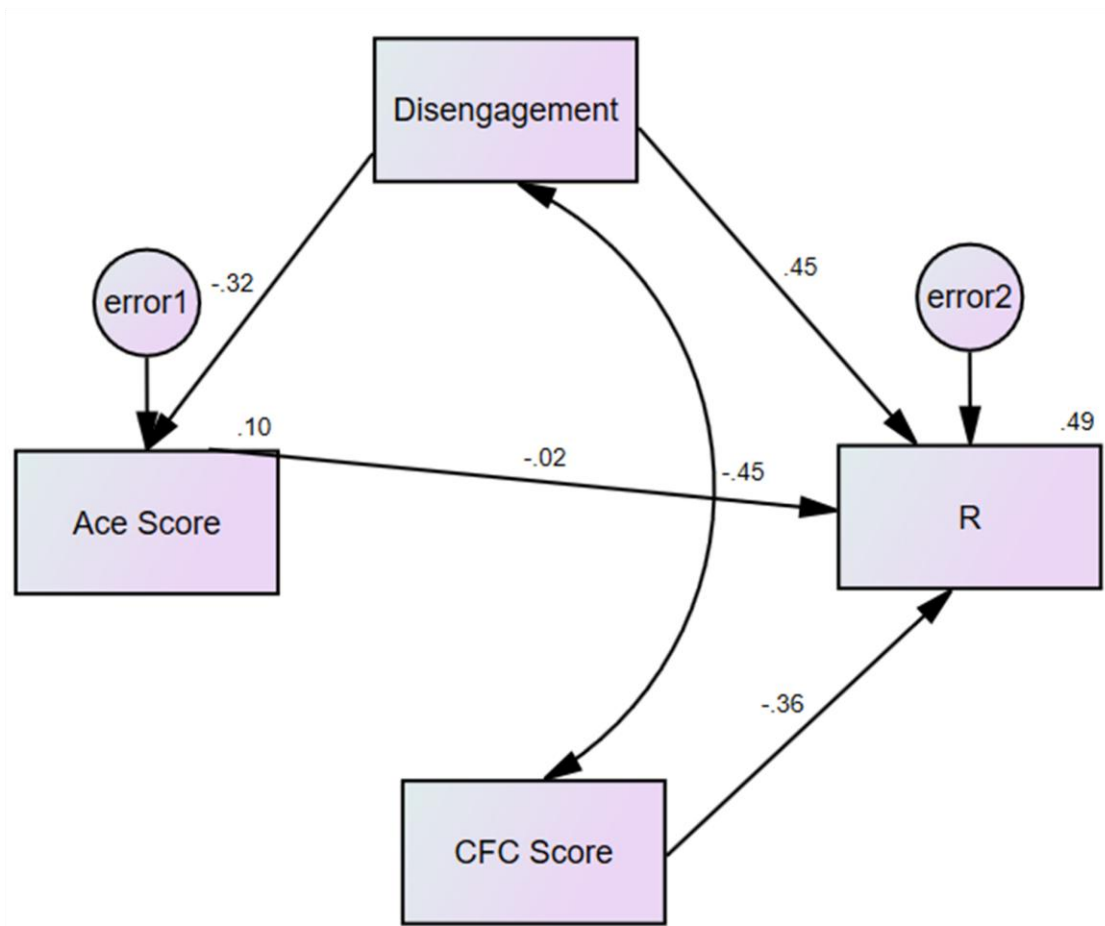 Disengagement
-.32
.45
error1
error2
.10
.49
-.02
-.45
Ace Score
R
-.36
CFC Score